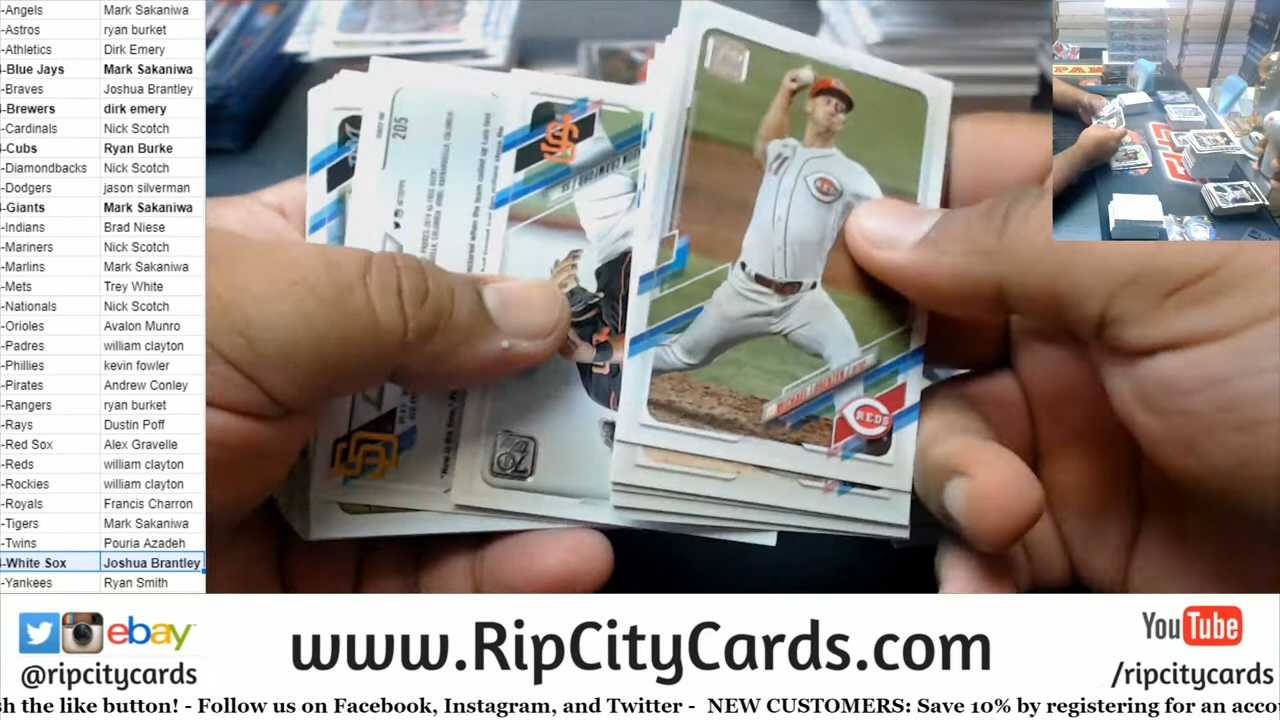 -Angels Mark Sakaniwa
-Astros ryan burket
-Athletics Dirk Emery
-Blue Jays Mark Sakaniwa
-Braves Joshua Brantley
-Brewers dirk emery
-Cardinals Nick Scotch
-Cubs Ryan Burke
-Diamondbacks Nick Scotch
-Dodgers jason silverman
-Giants Mark Sakaniwa
-Indians Brad Niese
-Mariners Nick Scotch
-Marlins Mark Sakaniwa
-Mets Trey White
-Nationals Nick Scotch
-Orioles Avalon Munro
-Padres william clayton
-Phillies kevin fowler
-Pirates Andrew Conley
-Rangers ryan burket
-Rays Dustin Poff
-Red Sox Alex Gravelle
-Reds william clayton
-Rockies william clayton
-Royals Francis Charron
-Tigers Mark Sakaniwa
-Twins Pouria Azadeh
-White Sox Joshua Brantley
-Yankees Ryan Smith
205
SF
SD
70
REDS
ebay
@ripcitycards
www.RipCityCards.com
YouTube
/ripcitycards
sh the like button! - Follow us on Facebook, Instagram, and Twitter - NEW CUSTOMERS: Save 10% by registering for an acco